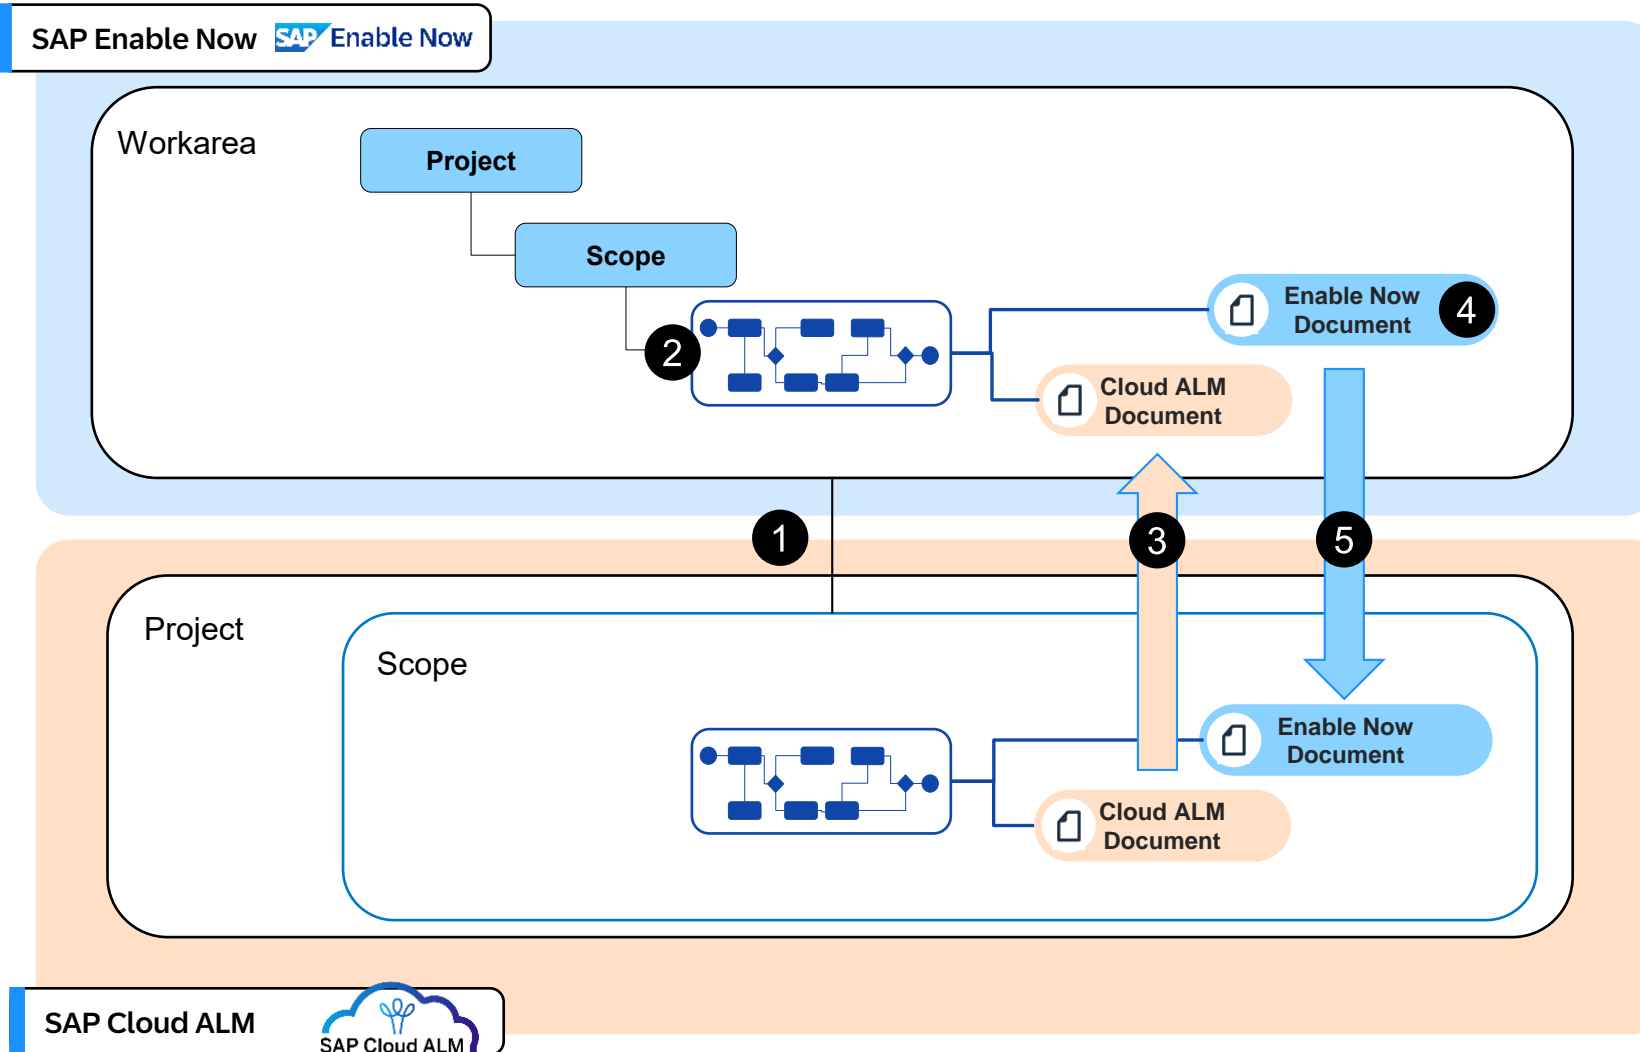 SAP Enable Now
SAP Enable Now
Workarea
Project
Scope
2
Enable Now
Document
4
Cloud ALM
Document
1
3
5
Project
Scope
Enable Now
Document
Cloud ALM
Document
SAP Cloud ALM
SAP Cloud ALM